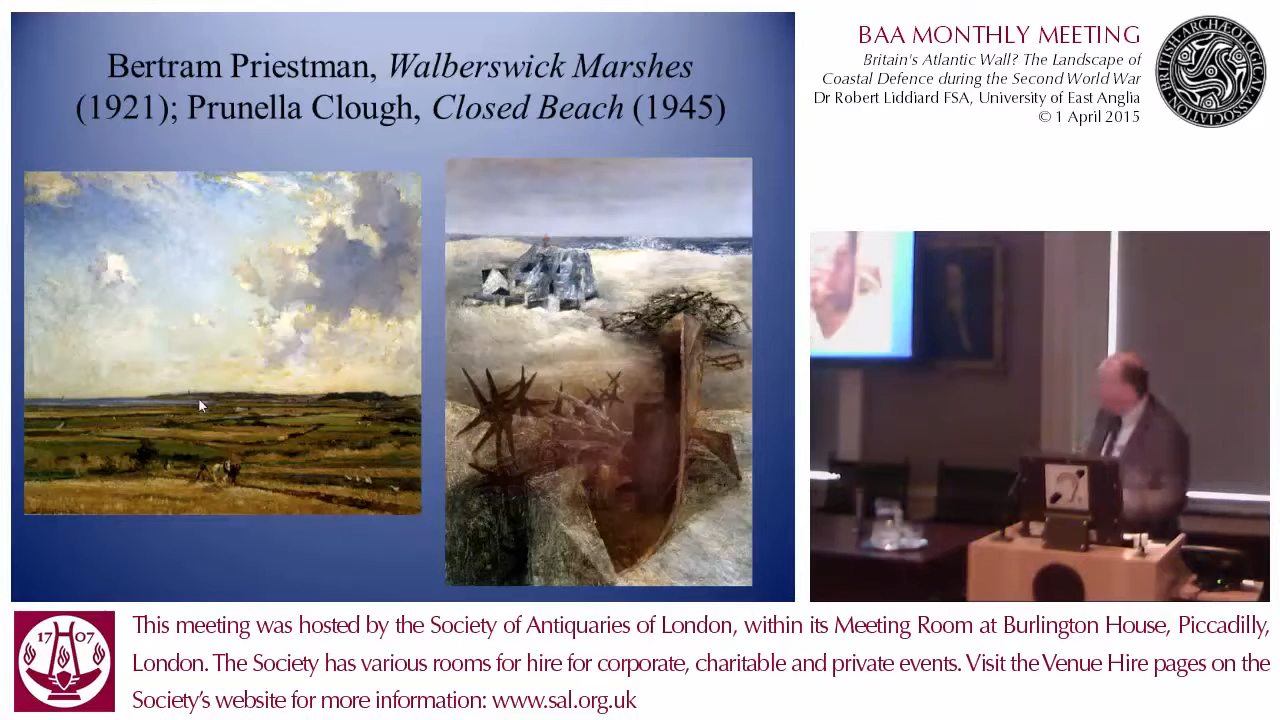 Bertram Priestman, Walberswick Marshes
(1921); Prunella Clough, Closed Beach (1945)
BAA MONTHLY MEETING
Britain's Atlantic Wall? The Landscape of
Coastal Defence during the Second World War
Dr Robert Liddiard FSA, University of East Anglia
© 1 April 2015
BRITISH · ARCHÆOLOGICAL · ASSOCIATION
17 07
This meeting was hosted by the Society of Antiquaries of London, within its Meeting Room at Burlington House, Piccadilly,
London. The Society has various rooms for hire for corporate, charitable and private events. Visit the Venue Hire pages on the
Society's website for more information: www.sal.org.uk